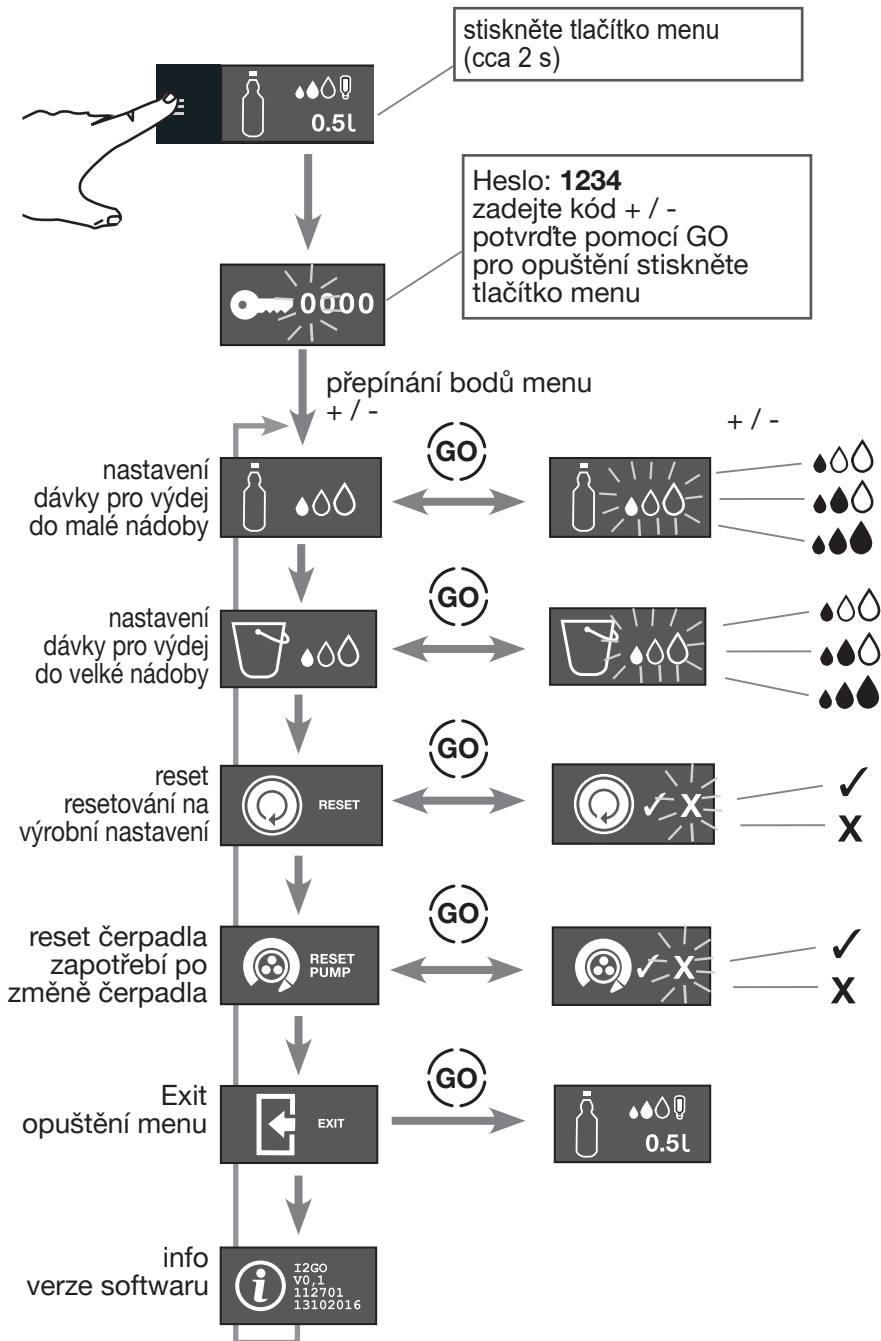 stiskněte tlačítko menu
(cca 2 s)
0.5l
Heslo: 1234
zadejte kód + / -
potvrďte pomocí GO
pro opuštění stiskněte
tlačítko menu
0000
přepínání bodů menu
+ / -
+ / -
nastavení
dávky pro výdej
do malé nádoby
GO
nastavení
dávky pro výdej
do velké nádoby
GO
reset
resetování na
výrobní nastavení
RESET
GO
✓ X
✓
X
reset čerpadla
zapotřebí po
změně čerpadla
RESET
PUMP
GO
✓ X
✓
X
Exit
opuštění menu
EXIT
GO
0.5l
info
verze softwaru
i
I2GO
V0,1
112701
13102016